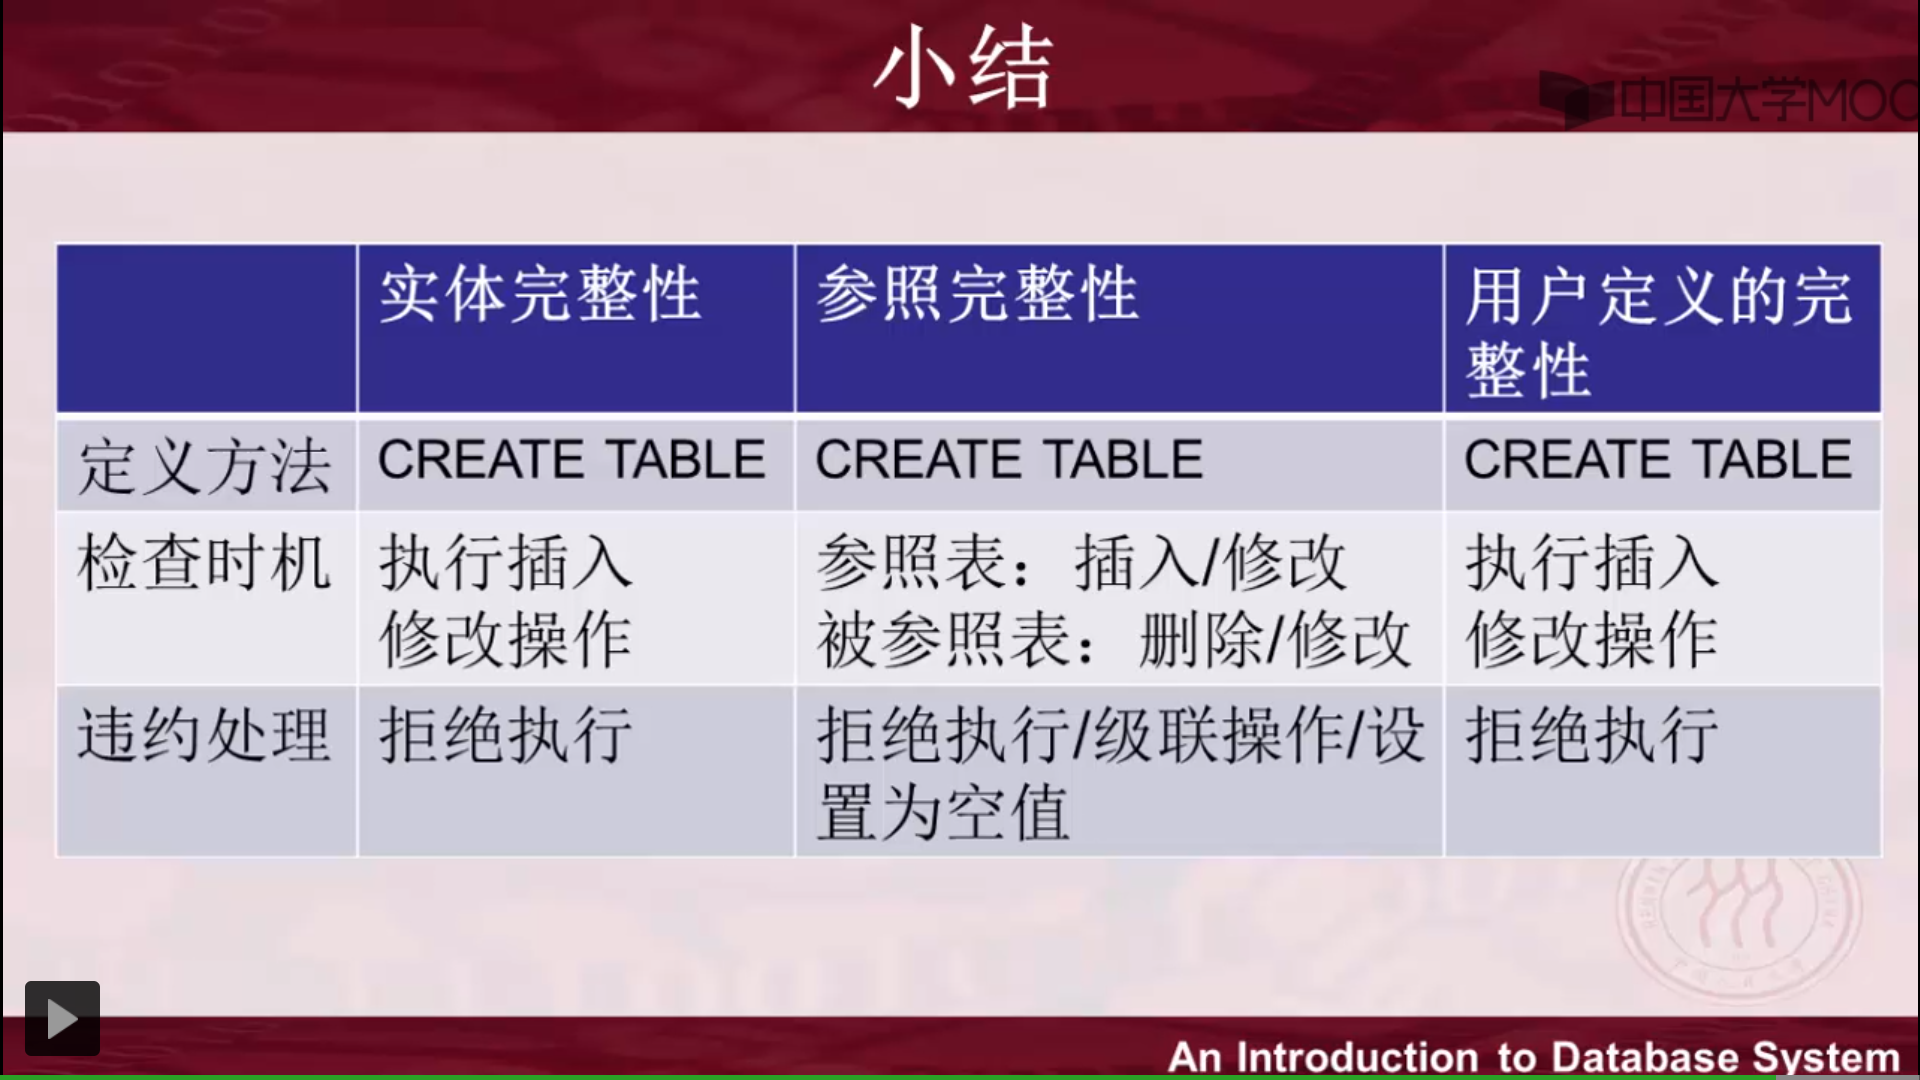 小结
中国大学MOO
实体完整性
参照完整性
用户定义的完
整性
定义方法
CREATE TABLE
CREATE TABLE
CREATE TABLE
检查时机
执行插入
修改操作
参照表：插入/修改
被参照表：删除/修改
执行插入
修改操作
违约处理
拒绝执行
拒绝执行/级联操作/设
置为空值
拒绝执行
An Introduction to Database System